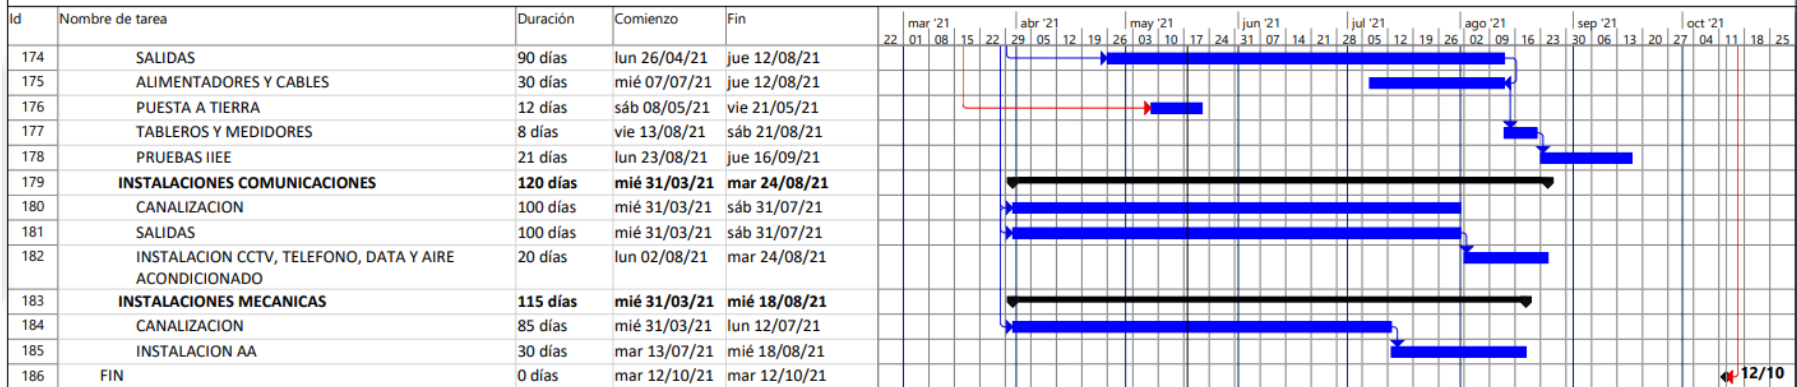 Id Nombre de tarea Duración Comienzo Fin mar '21 abr '21 may '21 jun '21 jul '21 ago '21 sep '21 oct '21
22 01 08 15 22 29 05 12 19 26 03 10 17 24 31 07 14 21 28 05 12 19 26 02 09 16 23 30 06 13 20 27 04 11 18 25
174 SALIDAS 90 días lun 26/04/21 jue 12/08/21
175 ALIMENTADORES Y CABLES 30 días mié 07/07/21 jue 12/08/21
176 PUESTA A TIERRA 12 días sáb 08/05/21 vie 21/05/21
177 TABLEROS Y MEDIDORES 8 días vie 13/08/21 sáb 21/08/21
178 PRUEBAS IIEE 21 días lun 23/08/21 jue 16/09/21
179 INSTALACIONES COMUNICACIONES 120 días mié 31/03/21 mar 24/08/21
180 CANALIZACION 100 días mié 31/03/21 sáb 31/07/21
181 SALIDAS 100 días mié 31/03/21 sáb 31/07/21
182 INSTALACION CCTV, TELEFONO, DATA Y AIRE 20 días lun 02/08/21 mar 24/08/21
ACONDICIONADO
183 INSTALACIONES MECANICAS 115 días mié 31/03/21 mié 18/08/21
184 CANALIZACION 85 días mié 31/03/21 lun 12/07/21
185 INSTALACION AA 30 días mar 13/07/21 mié 18/08/21
186 FIN 0 días mar 12/10/21 mar 12/10/21 12/10